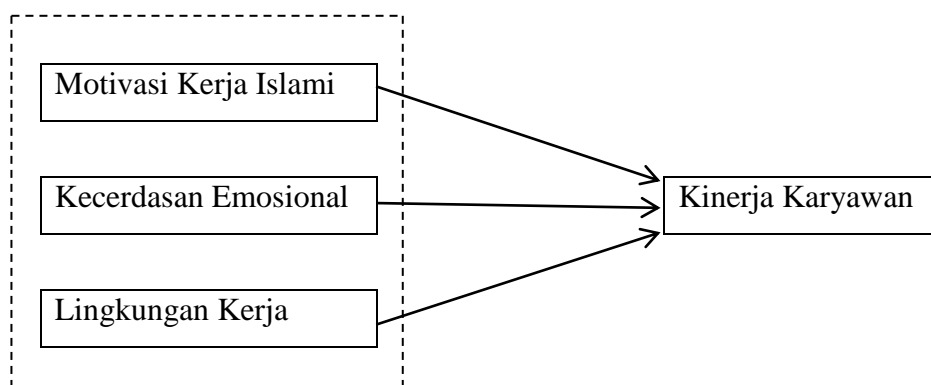 Motivasi Kerja Islami
Kecerdasan Emosional
Kinerja Karyawan
Lingkungan Kerja